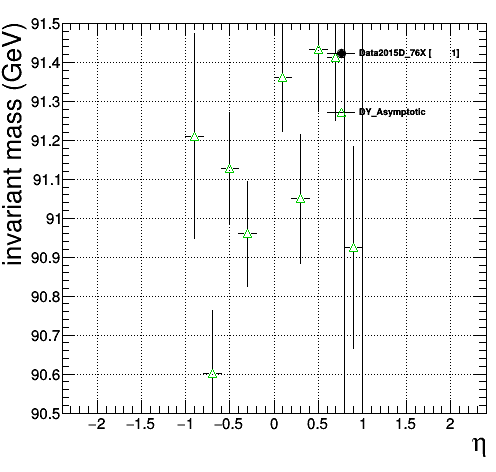 invariant mass (GeV)
91.5
91.4
91.3
91.2
91.1
91
90.9
90.8
90.7
90.6
90.5
Data2015D_76X [ 1]
DY_Asymptotic
−2 −1.5 −1 −0.5 0 0.5 1 1.5 2
η